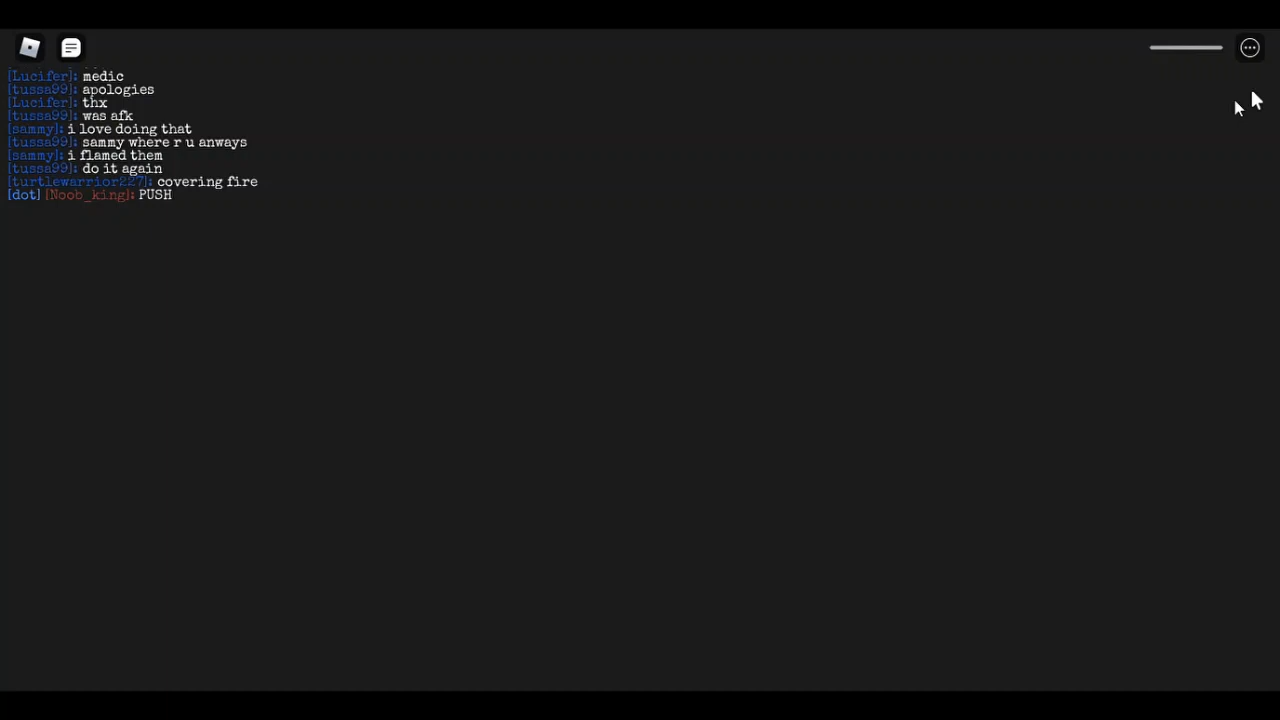 [Lucifer]: medic
[tussa99]: apologies
[Lucifer]: thx
[tussa99]: was afk
[sammy]: i love doing that
[tussa99]: sammy where r u anways
[sammy]: i flamed them
[tussa99]: do it again
[turtlewarrior227]: covering fire
[dot] [Noob_king]: PUSH